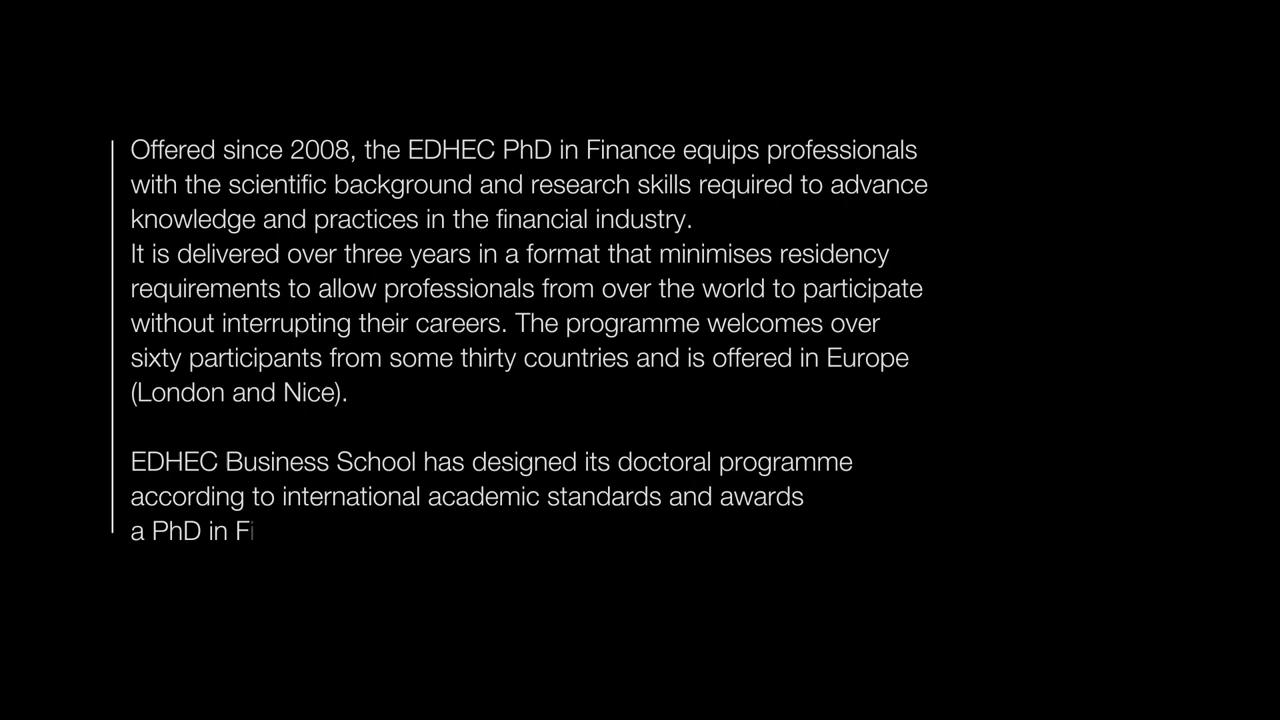 Offered since 2008, the EDHEC PhD in Finance equips professionals
with the scientific background and research skills required to advance
knowledge and practices in the financial industry.
It is delivered over three years in a format that minimises residency
requirements to allow professionals from over the world to participate
without interrupting their careers. The programme welcomes over
sixty participants from some thirty countries and is offered in Europe
(London and Nice).
EDHEC Business School has designed its doctoral programme
according to international academic standards and awards
a PhD in Fi